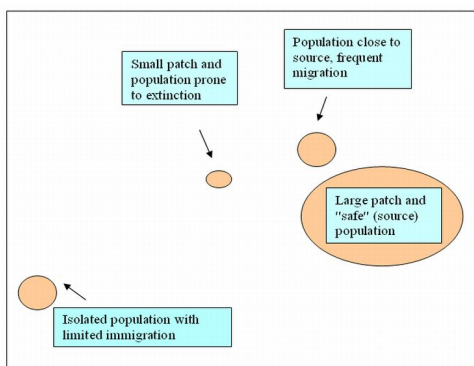 Population close to
source, frequent
migration
Small patch and
population prone
to extinction
Large patch and
"safe" (source)
population
Isolated population with
limited immigration